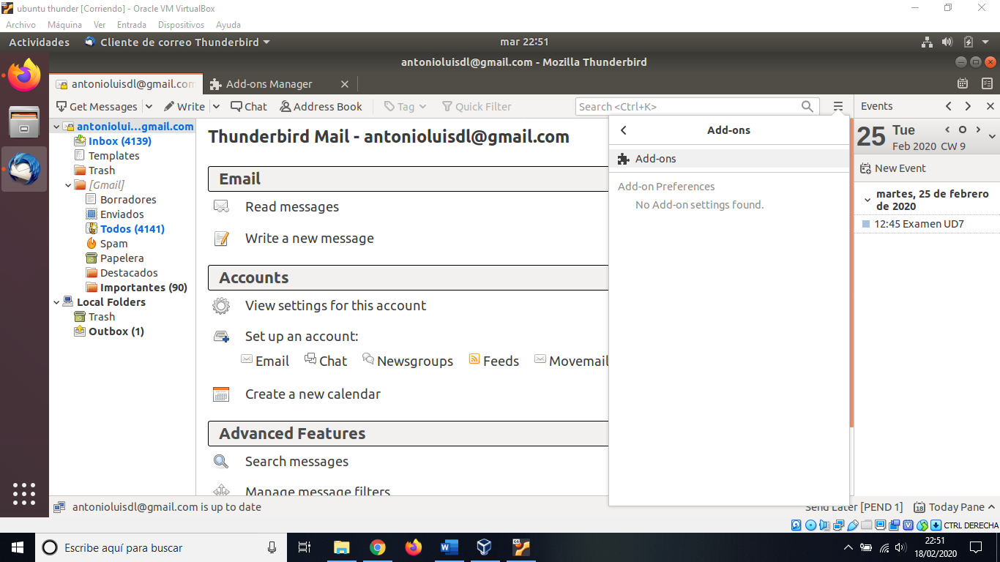 ubuntu thunder [Corriendo] - Oracle VM VirtualBox
Archivo Máquina Ver Entrada Dispositivos Ayuda
Actividades Cliente de correo Thunderbird mar 22:51
antonioluisdl@gmail.com - Mozilla Thunderbird
antonioluisdl@gmail.com Add-ons Manager
Get Messages Write Chat Address Book Tag Quick Filter Search <Ctrl+K> Events
antoniolui...gmail.com
Inbox (4139)
Templates
Trash
[Gmail]
Borradores
Enviados
Todos (4141)
Spam
Papelera
Destacados
Importantes (90)
Local Folders
Trash
Outbox (1)
Thunderbird Mail - antonioluisdl@gmail.com
Email
Read messages
Write a new message
Accounts
View settings for this account
Set up an account:
Email Chat Newsgroups Feeds Movemail
Create a new calendar
Advanced Features
Search messages
Manage message filters
Add-ons
Add-ons
Add-on Preferences
No Add-on settings found.
25 Tue
Feb 2020 CW 9
New Event
martes, 25 de febrero
de 2020
12:45 Examen UD7
antonioluisdl@gmail.com is up to date Send Later [PEND 1] 18 Today Pane
CTRL DERECHA
Escribe aquí para buscar
22:51
18/02/2020